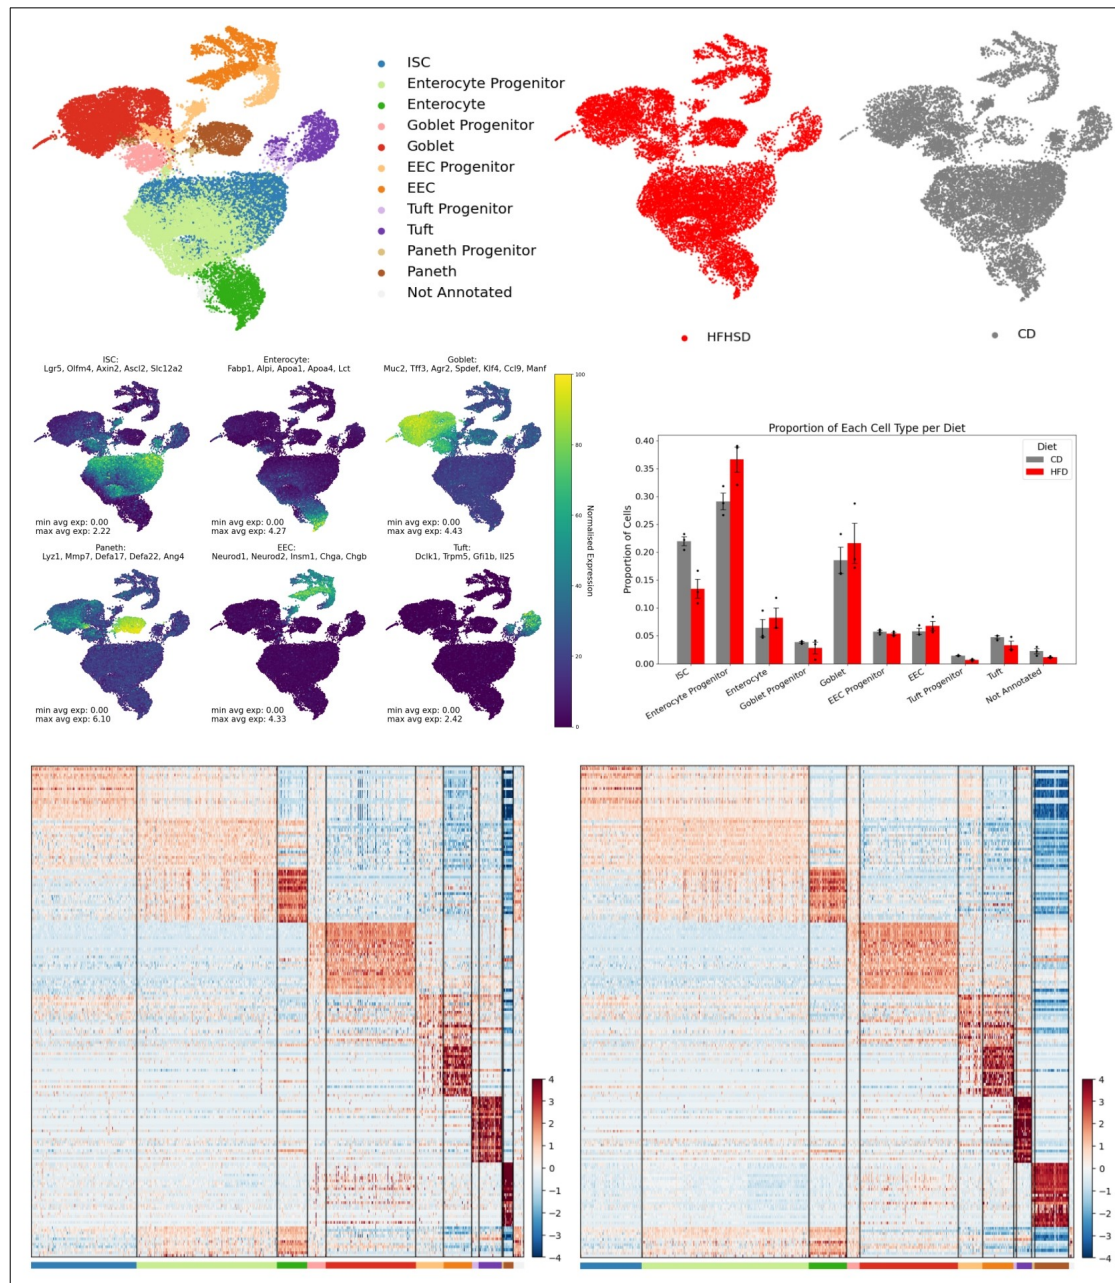 ISC
Enterocyte Progenitor
Enterocyte
Goblet Progenitor
Goblet
EEC Progenitor
EEC
Tuft Progenitor
Tuft
Paneth Progenitor
Paneth
Not Annotated
HFHSD
CD
ISC:
Lgr5, Olfm4, Axin2, Ascl2, Slc12a2
min avg exp: 0.00
max avg exp: 2.22
Enterocyte:
Fabp1, Alpi, Apoa1, Apoa4, Lct
min avg exp: 0.00
max avg exp: 4.27
Goblet:
Muc2, Tff3, Agr2, Spdef, Klf4, Ccl9, Manf
min avg exp: 0.00
max avg exp: 4.43
Paneth:
Lyz1, Mmp7, Defa17, Defa22, Ang4
min avg exp: 0.00
max avg exp: 6.10
EEC:
Neurod1, Neurod2, Insm1, Chga, Chgb
min avg exp: 0.00
max avg exp: 4.33
Tuft:
Dclk1, Trpm5, Gfi1b, Il25
min avg exp: 0.00
max avg exp: 2.42
100
80
60
40
20
0
Normalised Expression
Proportion of Each Cell Type per Diet
Diet
CD
HFD
Proportion of Cells
0.40
0.35
0.30
0.25
0.20
0.15
0.10
0.05
0.00
ISC
Enterocyte Progenitor
Enterocyte
Goblet Progenitor
Goblet
EEC Progenitor
EEC
Tuft Progenitor
Tuft
Not Annotated
4
3
2
1
0
−1
−2
−3
−4
4
3
2
1
0
−1
−2
−3
−4